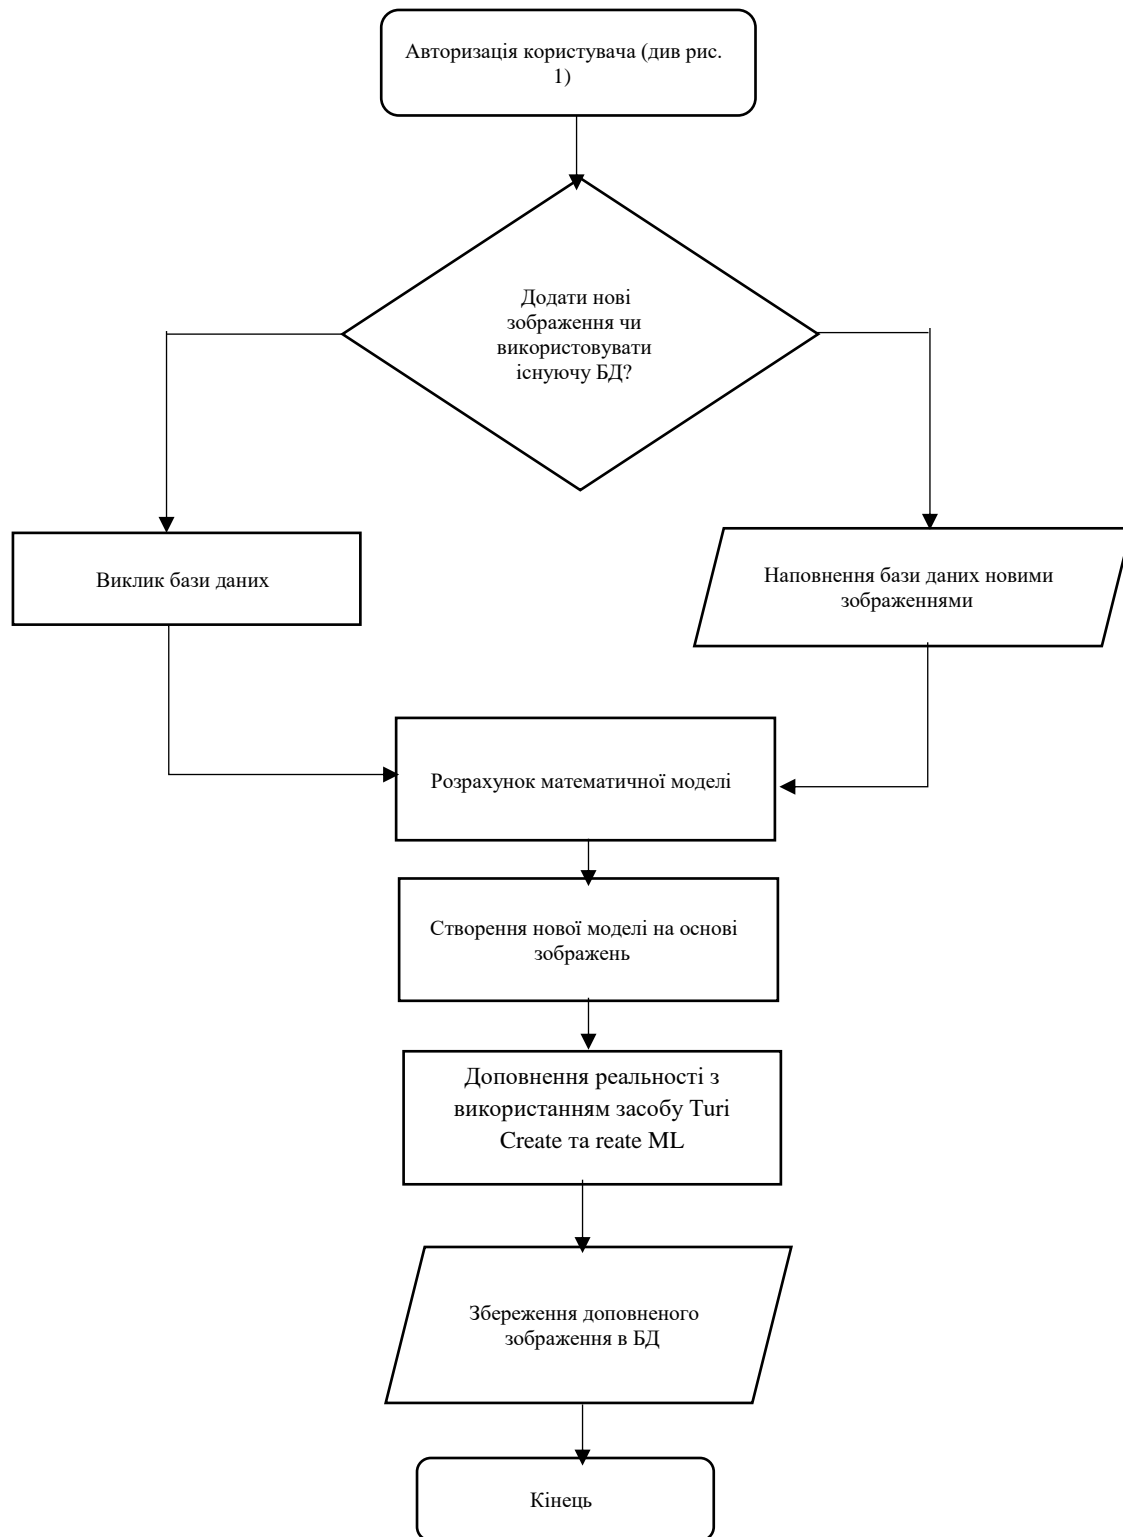 Авторизація користувача (див рис.
1)
Додати нові
зображення чи
використовувати
існуючу БД?
Виклик бази даних
Наповнення бази даних новими
зображеннями
Розрахунок математичної моделі
Створення нової моделі на основі
зображень
Доповнення реальності з
використанням засобу Turi
Create та reate ML
Збереження доповненого
зображення в БД
Кінець